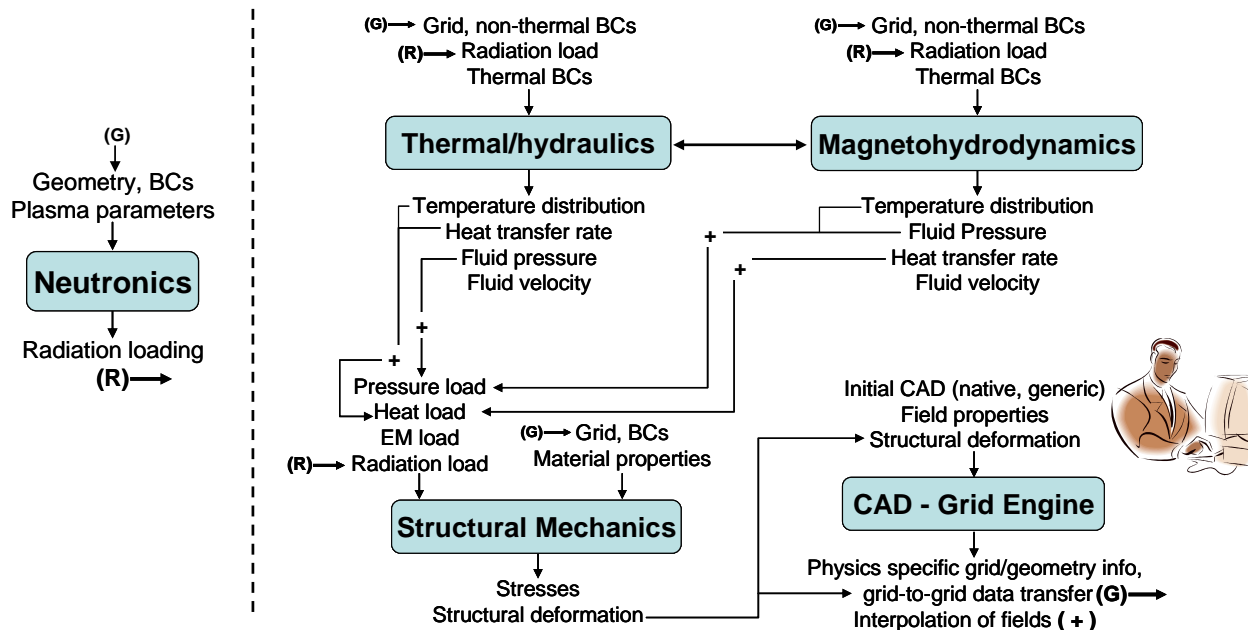 (G)
Geometry, BCs
Plasma parameters
Neutronics
Radiation loading
(R)
(G) Grid, non-thermal BCs
(R) Radiation load
Thermal BCs
Thermal/hydraulics
Temperature distribution
Heat transfer rate
Fluid pressure
Fluid velocity
+
+
(G) Grid, non-thermal BCs
(R) Radiation load
Thermal BCs
Magnetohydrodynamics
Temperature distribution
Fluid Pressure
Heat transfer rate
Fluid velocity
+
+
Pressure load
Heat load
EM load
(R) Radiation load
(G) Grid, BCs
Material properties
Structural Mechanics
Stresses
Structural deformation
Initial CAD (native, generic)
Field properties
Structural deformation
CAD - Grid Engine
Physics specific grid/geometry info,
grid-to-grid data transfer (G)
Interpolation of fields ( + )